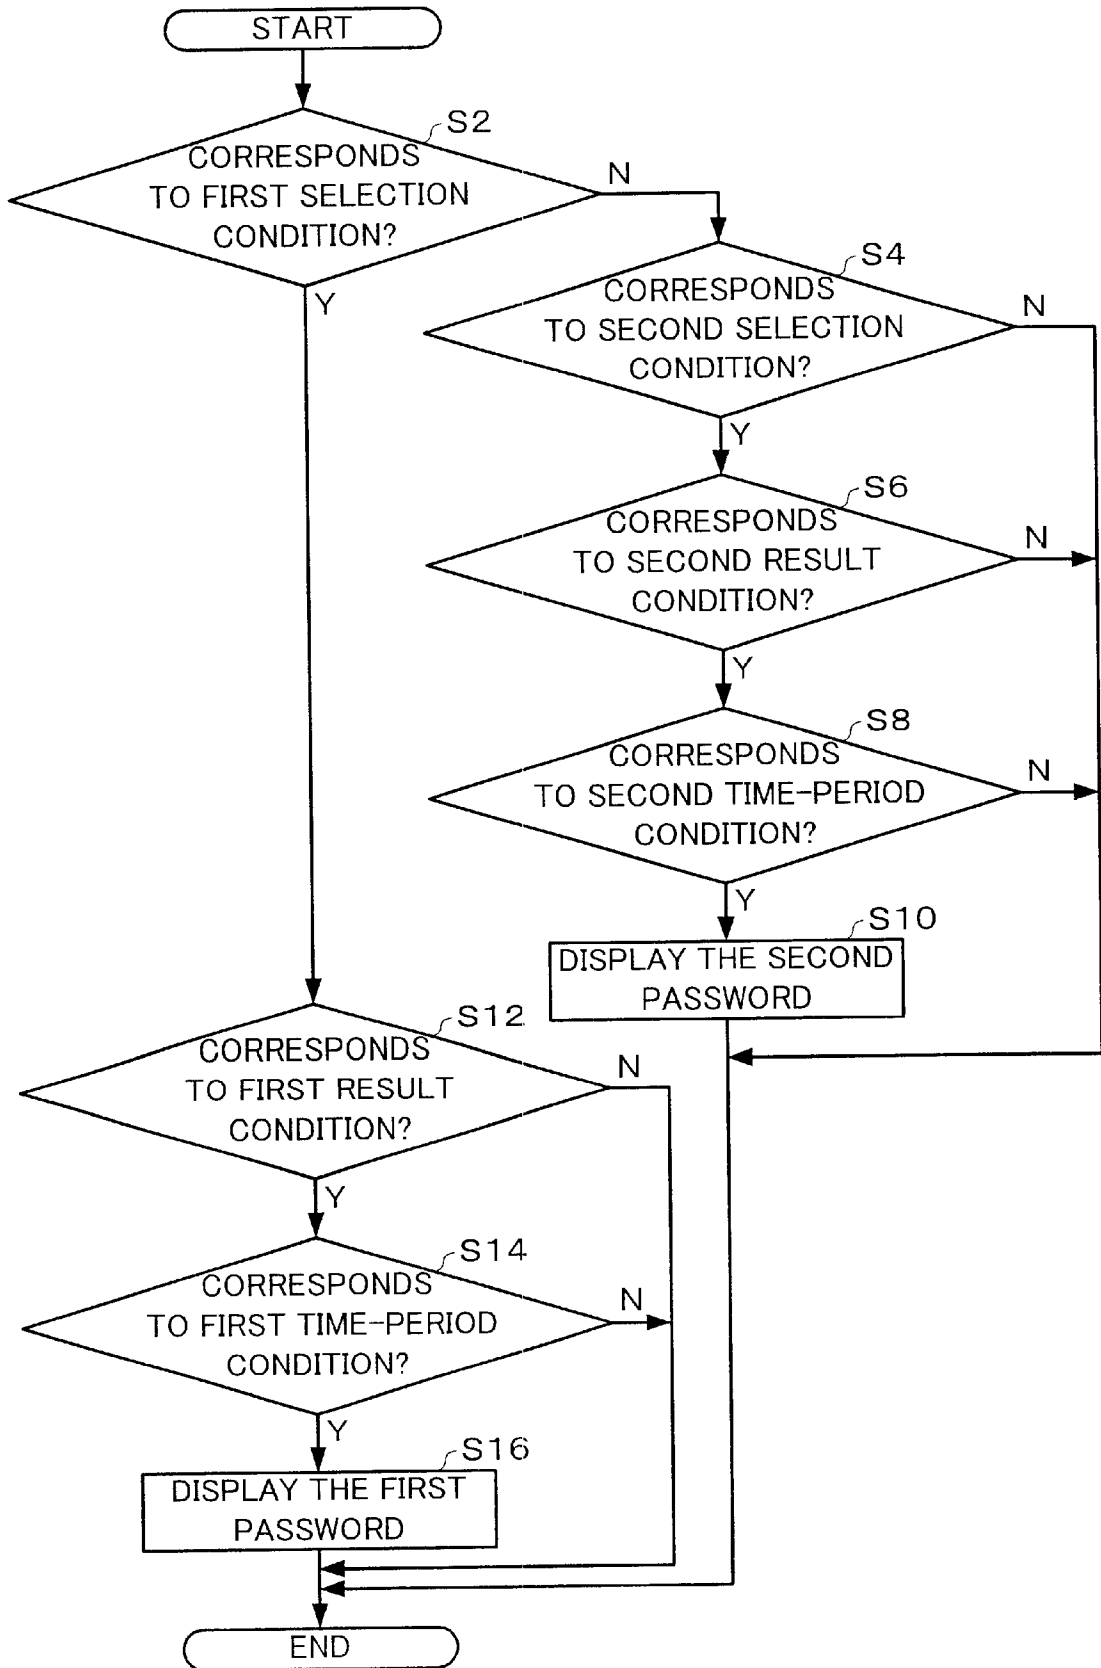 START
S2
CORRESPONDS
TO FIRST SELECTION
CONDITION?
N
Y
S4
CORRESPONDS
TO SECOND SELECTION
CONDITION?
N
Y
S6
CORRESPONDS
TO SECOND RESULT
CONDITION?
N
Y
S8
CORRESPONDS
TO SECOND TIME-PERIOD
CONDITION?
N
Y
S10
DISPLAY THE SECOND
PASSWORD
S12
CORRESPONDS
TO FIRST RESULT
CONDITION?
N
Y
S14
CORRESPONDS
TO FIRST TIME-PERIOD
CONDITION?
N
Y
S16
DISPLAY THE FIRST
PASSWORD
END